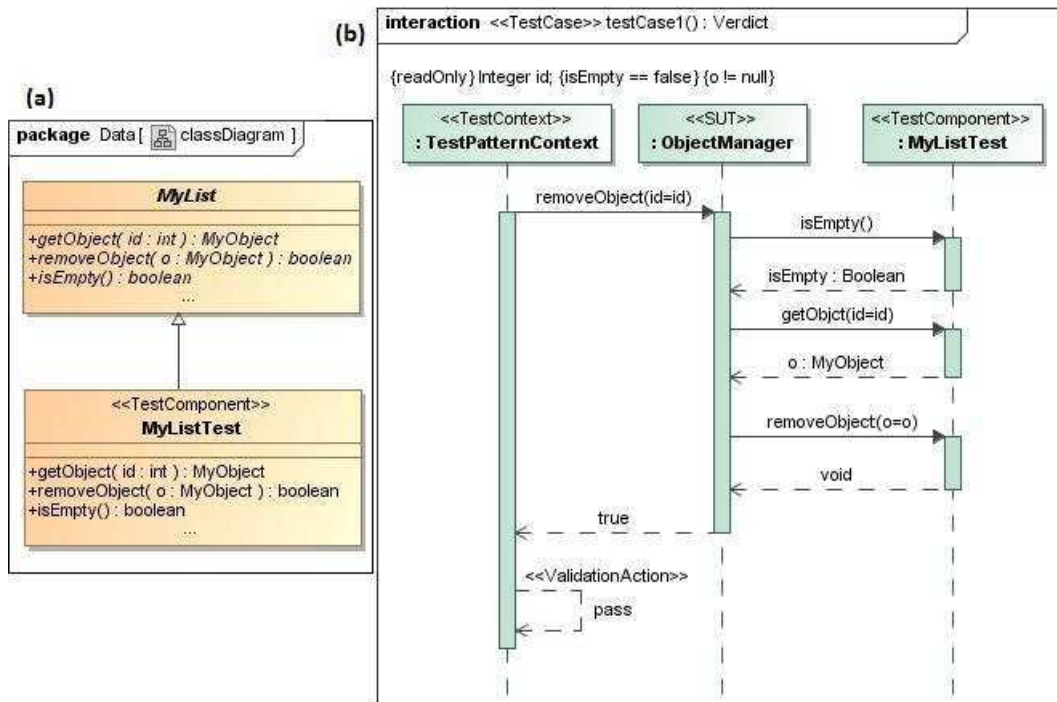 (a)
package Data [ classDiagram ]
MyList
+getObject( id : int ) : MyObject
+removeObject( o : MyObject ) : boolean
+isEmpty() : boolean
...
<<TestComponent>>
MyListTest
+getObject( id : int ) : MyObject
+removeObject( o : MyObject ) : boolean
+isEmpty() : boolean
...
(b)
interaction <<TestCase>> testCase1() : Verdict
{readOnly} Integer id; {isEmpty == false} {o != null}
<<TestContext>>
: TestPatternContext
<<SUT>>
: ObjectManager
<<TestComponent>>
: MyListTest
removeObject(id=id)
isEmpty()
isEmpty : Boolean
getObjct(id=id)
o : MyObject
removeObject(o=o)
void
true
<<ValidationAction>>
pass